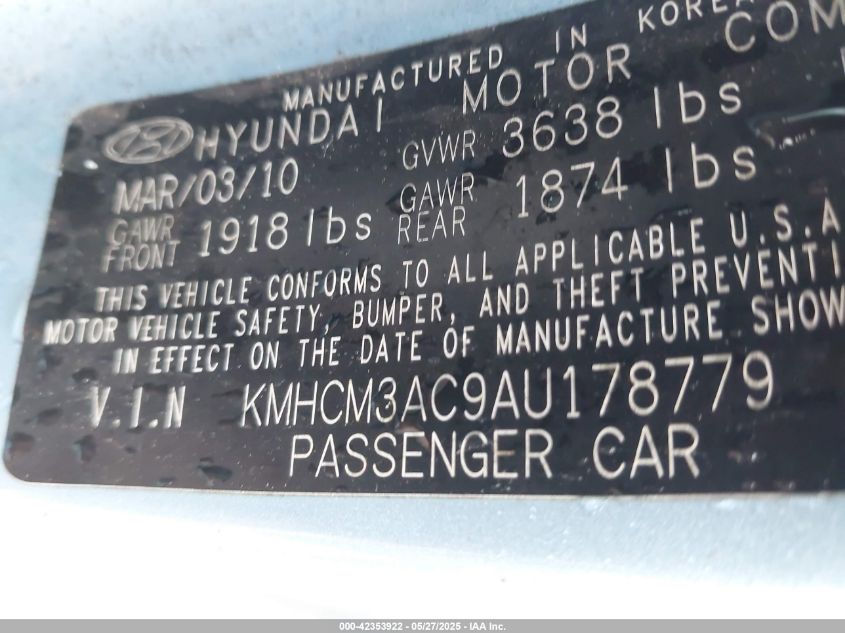 MANUFACTURED IN KOREA
HYUNDAI MOTOR COM
MAR/03/10 GVWR 3638 lbs
GAWR FRONT 1918 lbs GAWR REAR 1874 lbs
THIS VEHICLE CONFORMS TO ALL APPLICABLE U.S.A
MOTOR VEHICLE SAFETY, BUMPER, AND THEFT PREVENTI
IN EFFECT ON THE DATE OF MANUFACTURE SHOW
V.I.N KMHCM3AC9AU178779
PASSENGER CAR
000-42353922 - 05/27/2025 - IAA Inc.